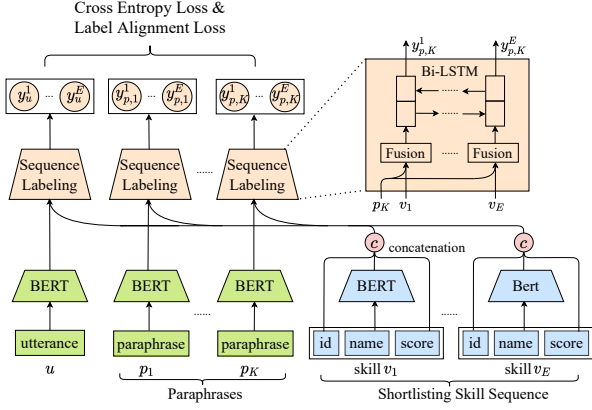 Cross Entropy Loss &
Label Alignment Loss
y_u^1 ... y_u^E
y_{p,1}^1 ... y_{p,1}^E
y_{p,K}^1 ... y_{p,K}^E
y_{p,K}^1 y_{p,K}^E
Bi-LSTM
......
......
Fusion ...... Fusion
p_K v_1 v_E
Sequence Labeling
Sequence Labeling
......
Sequence Labeling
c concatenation c
BERT BERT ...... BERT BERT ...... Bert
utterance paraphrase paraphrase
id name score id name score
u p_1 p_K skill v_1 skill v_E
Paraphrases Shortlisting Skill Sequence